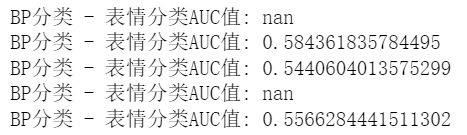 BP分类 - 表情分类AUC值: nan
BP分类 - 表情分类AUC值: 0.584361835784495
BP分类 - 表情分类AUC值: 0.5440604013575299
BP分类 - 表情分类AUC值: nan
BP分类 - 表情分类AUC值: 0.5566284441511302